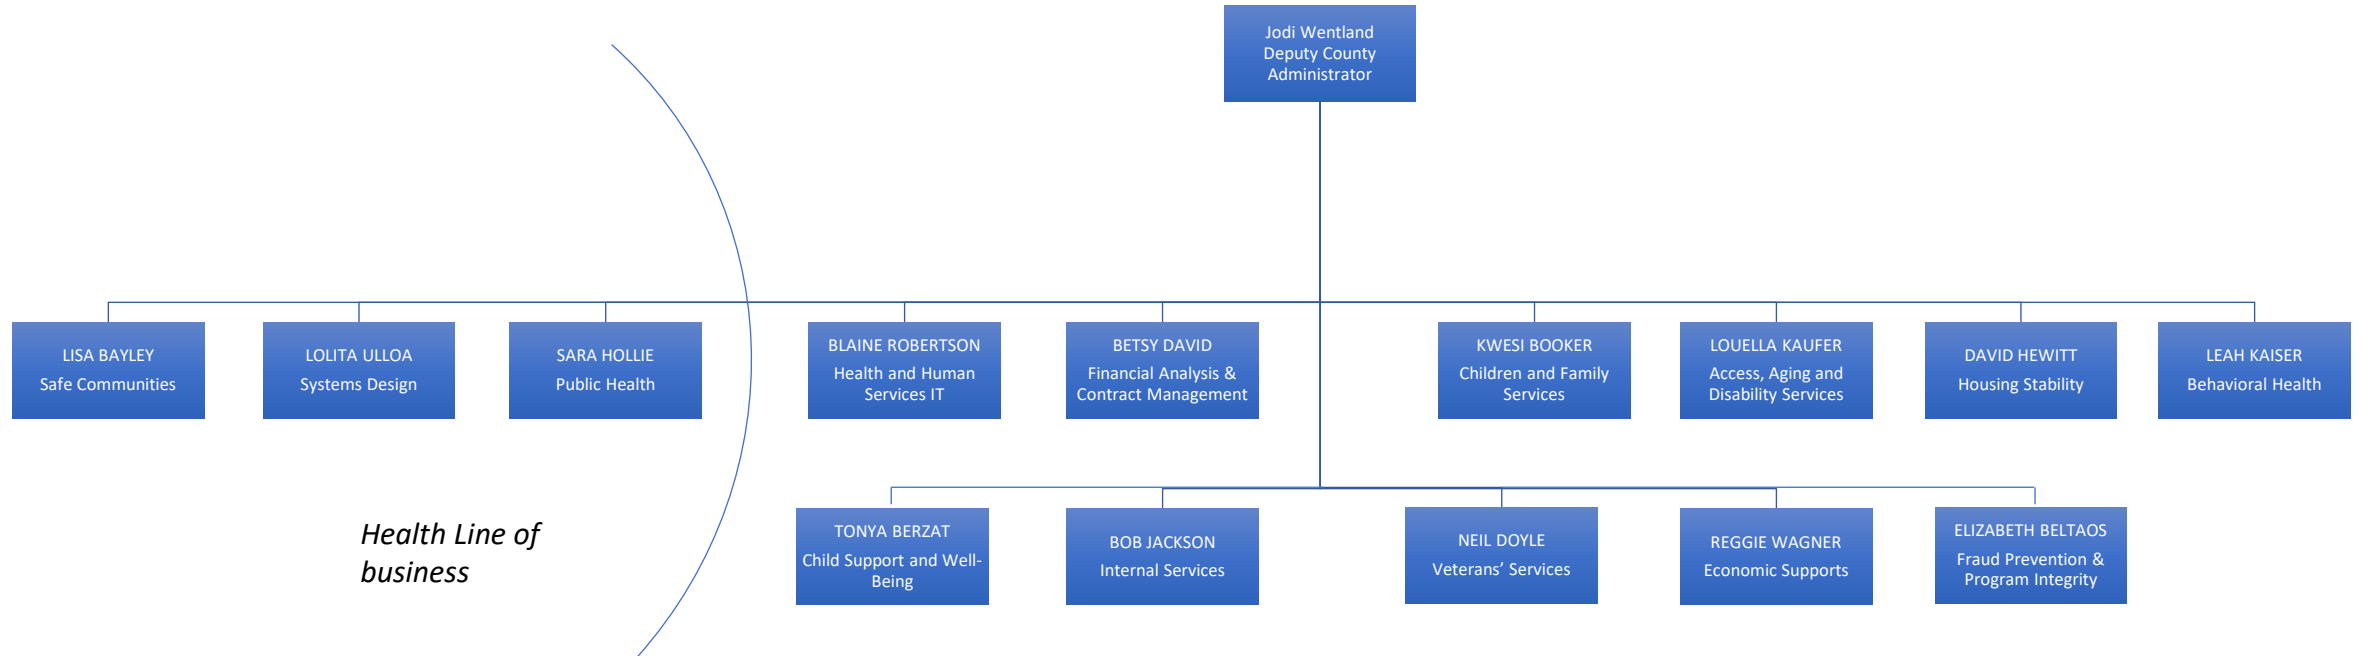 Jodi Wentland
Deputy County
Administrator
LISA BAYLEY
Safe Communities
LOLITA ULLOA
Systems Design
SARA HOLLIE
Public Health
BLAINE ROBERTSON
Health and Human
Services IT
BETSY DAVID
Financial Analysis &
Contract Management
KWESI BOOKER
Children and Family
Services
LOUELLA KAUFER
Access, Aging and
Disability Services
DAVID HEWITT
Housing Stability
LEAH KAISER
Behavioral Health
Health Line of
business
TONYA BERZAT
Child Support and Well-
Being
BOB JACKSON
Internal Services
NEIL DOYLE
Veterans’ Services
REGGIE WAGNER
Economic Supports
ELIZABETH BELTAOS
Fraud Prevention &
Program Integrity